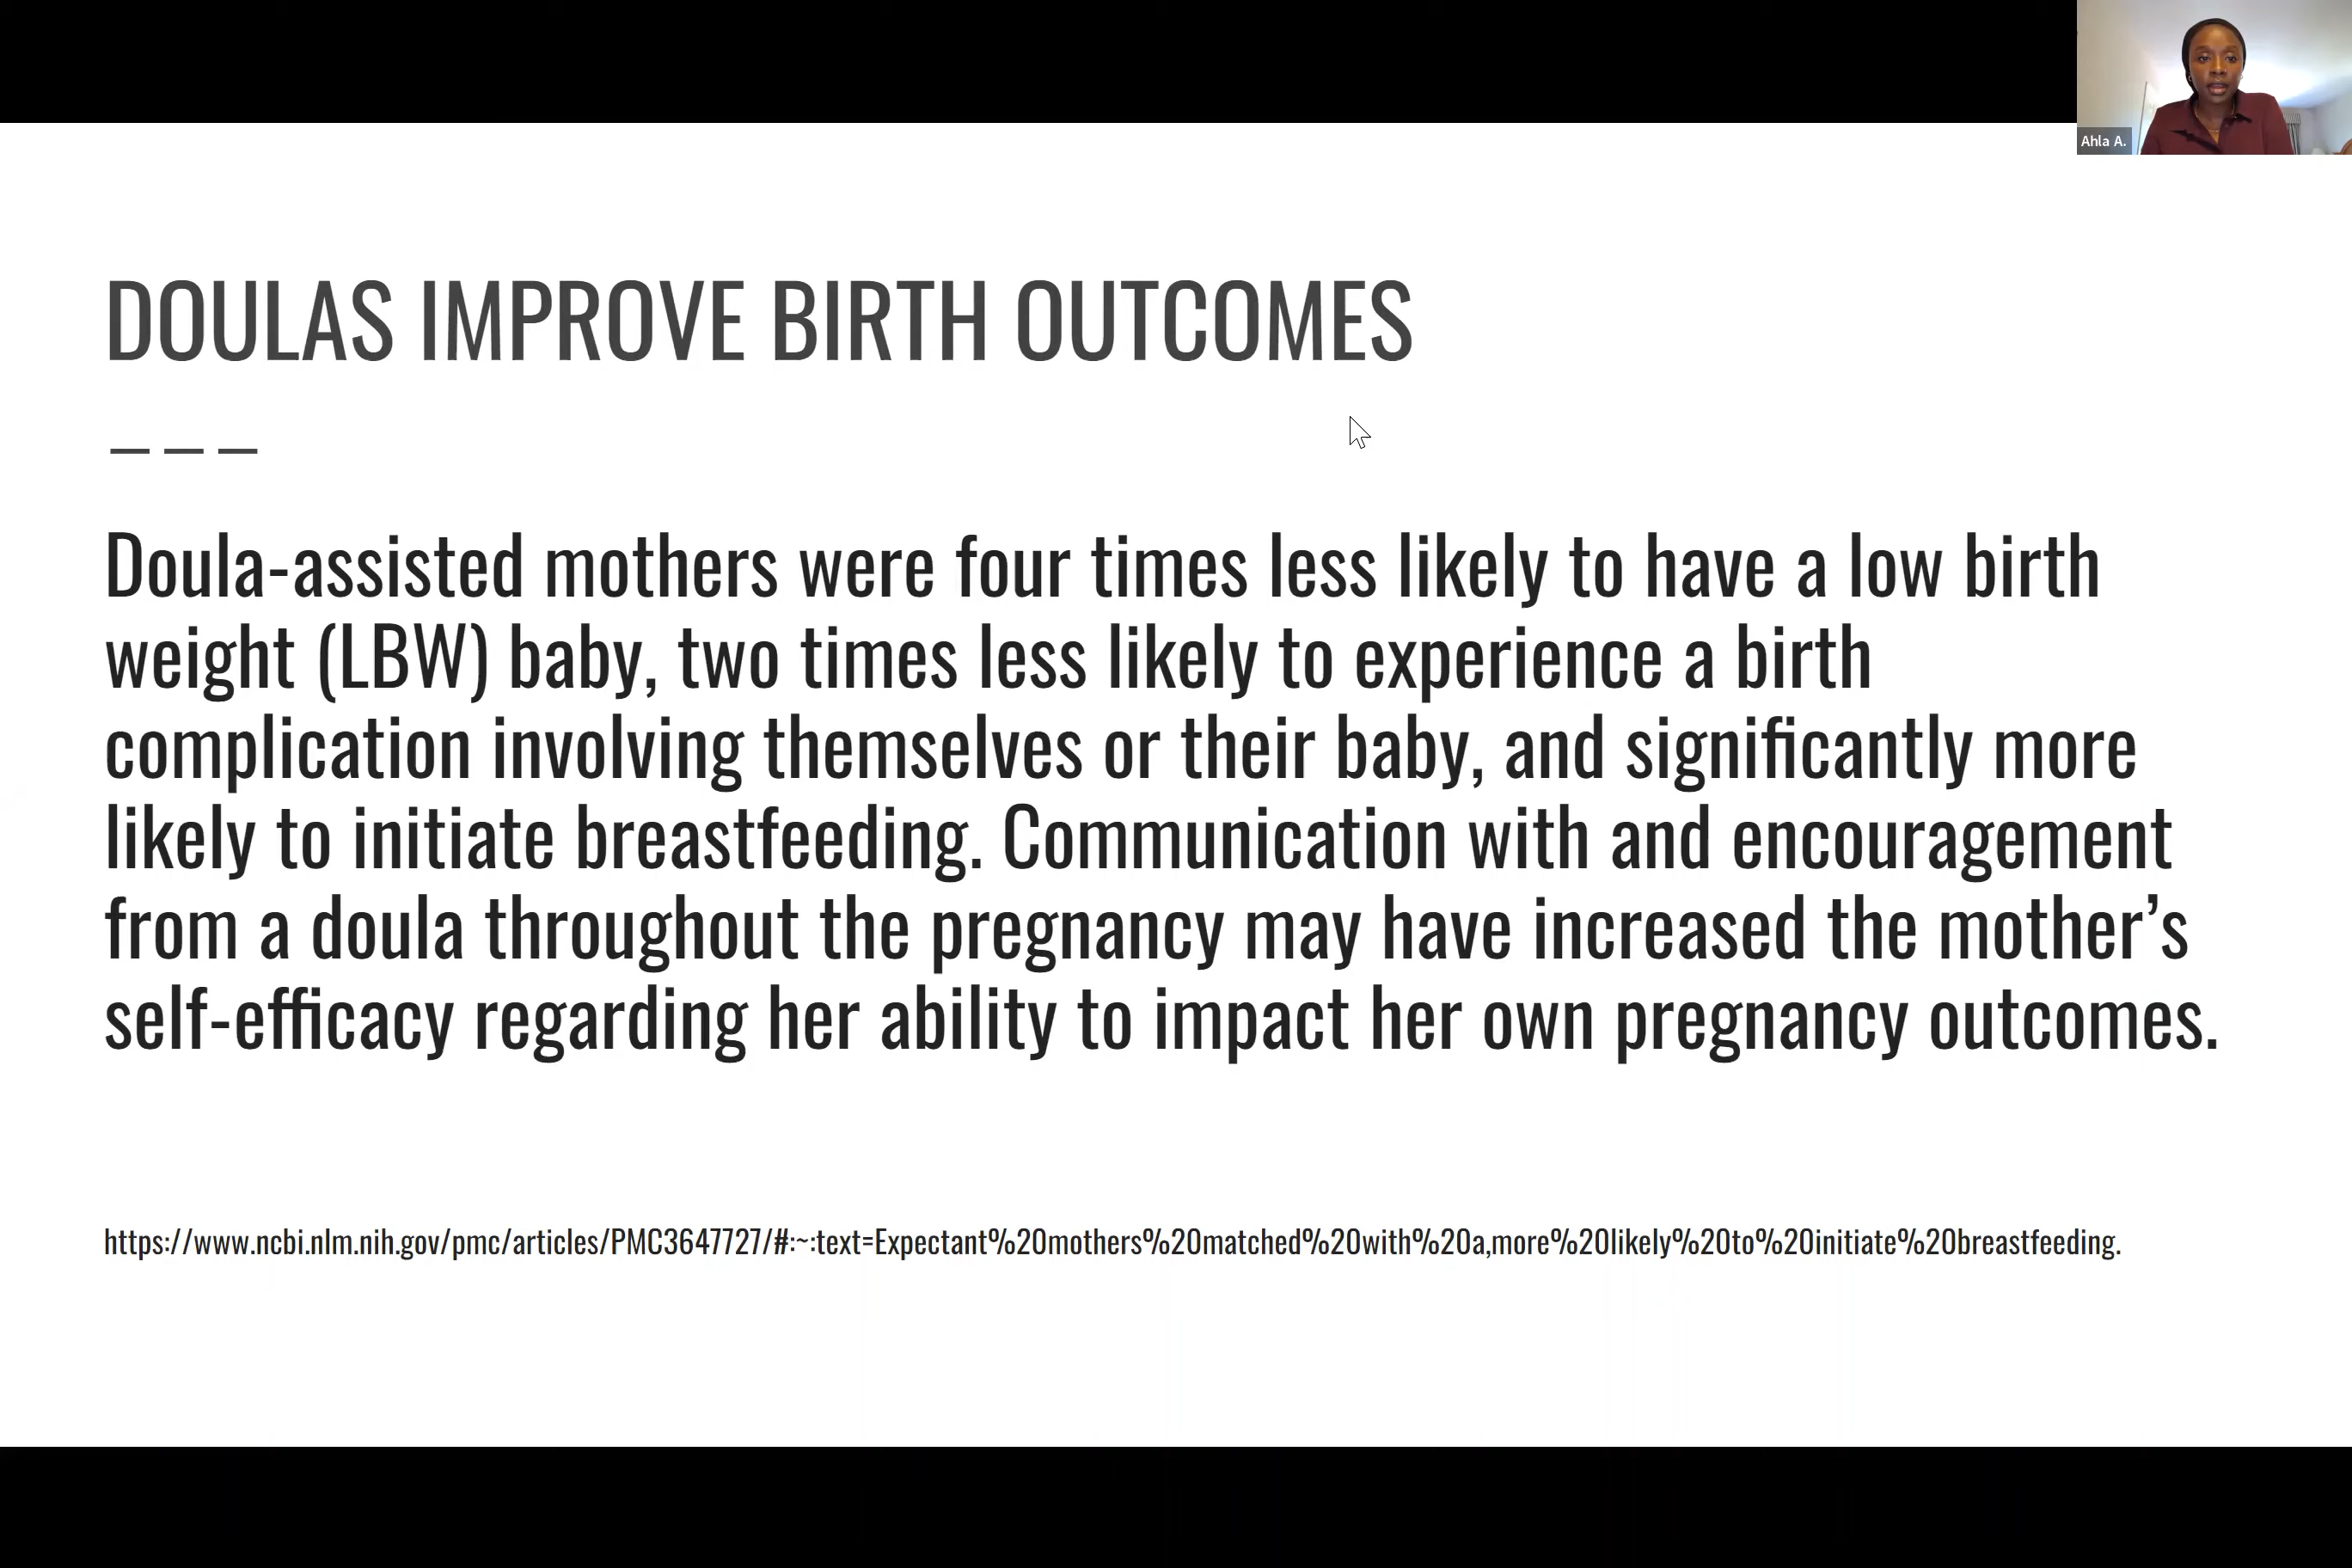 Ahla A.
DOULAS IMPROVE BIRTH OUTCOMES
Doula-assisted mothers were four times less likely to have a low birth
weight (LBW) baby, two times less likely to experience a birth
complication involving themselves or their baby, and significantly more
likely to initiate breastfeeding. Communication with and encouragement
from a doula throughout the pregnancy may have increased the mother’s
self-efficacy regarding her ability to impact her own pregnancy outcomes.
https://www.ncbi.nlm.nih.gov/pmc/articles/PMC3647727/#:~:text=Expectant%20mothers%20matched%20with%20a,more%20likely%20to%20initiate%20breastfeeding.